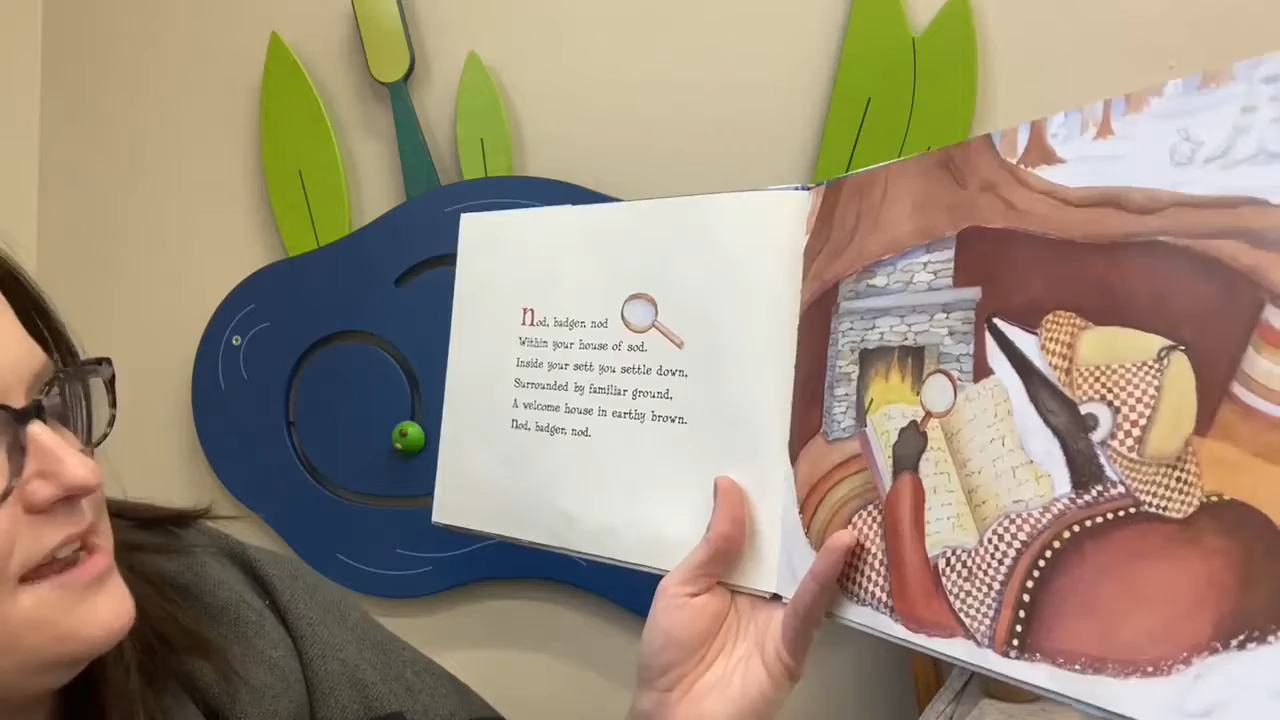 Nod, badger, nod
Within your house of sod.
Inside your sett you settle down,
Surrounded by familiar ground,
A welcome house in earthy brown.
Nod, badger, nod.